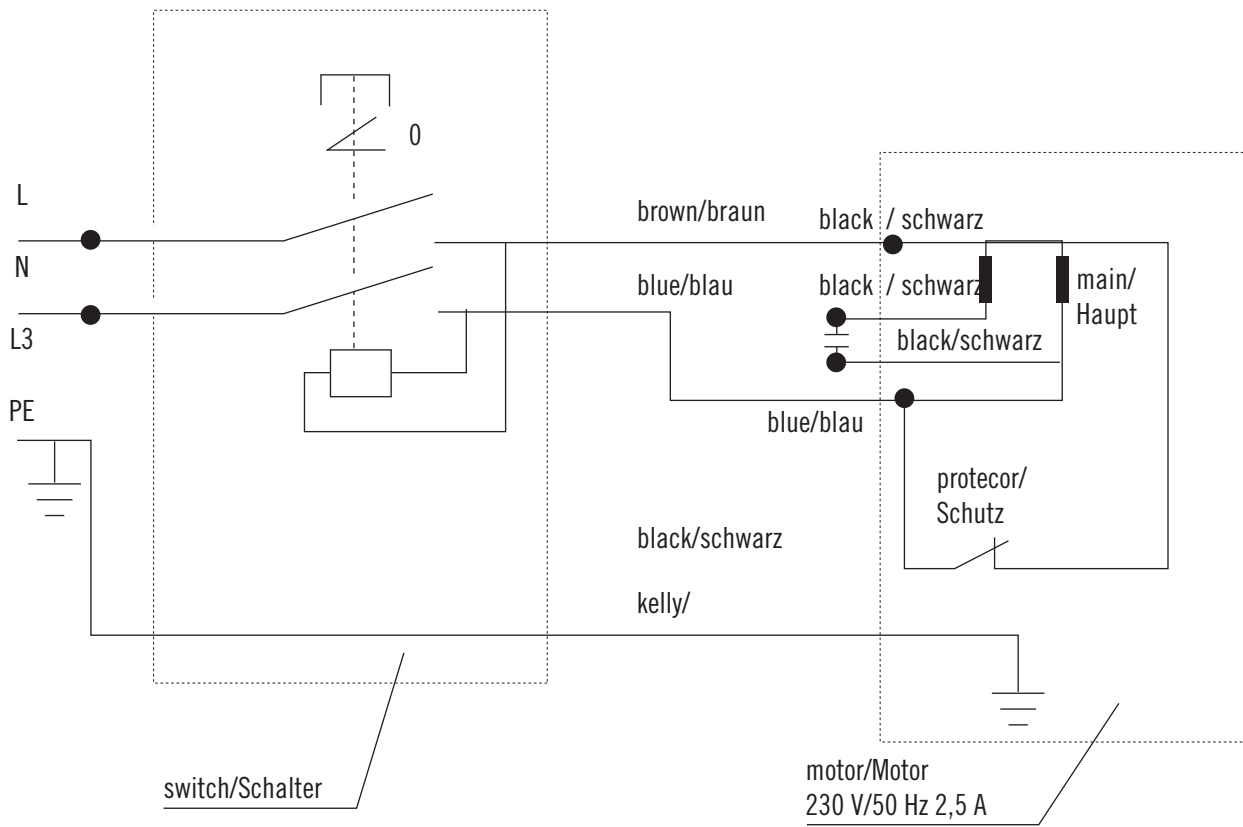 0
L
N
L3
PE
brown/braun
blue/blau
black / schwarz
black / schwarz
black/schwarz
main/
Haupt
blue/blau
protecor/
Schutz
black/schwarz
kelly/
switch/Schalter
motor/Motor
230 V/50 Hz 2,5 A